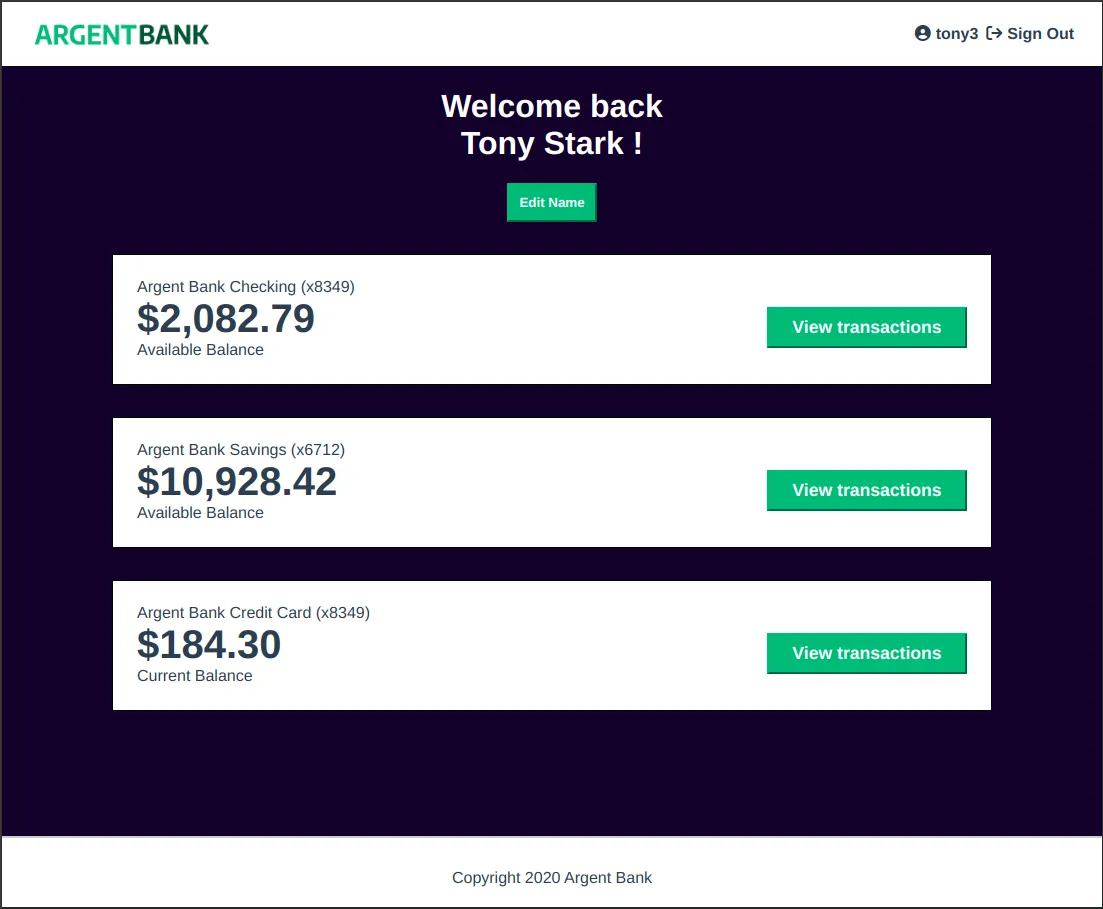 ARGENTBANK
tony3 Sign Out
Welcome back
Tony Stark !
Edit Name
Argent Bank Checking (x8349)
$2,082.79
Available Balance
View transactions
Argent Bank Savings (x6712)
$10,928.42
Available Balance
View transactions
Argent Bank Credit Card (x8349)
$184.30
Current Balance
View transactions
Copyright 2020 Argent Bank